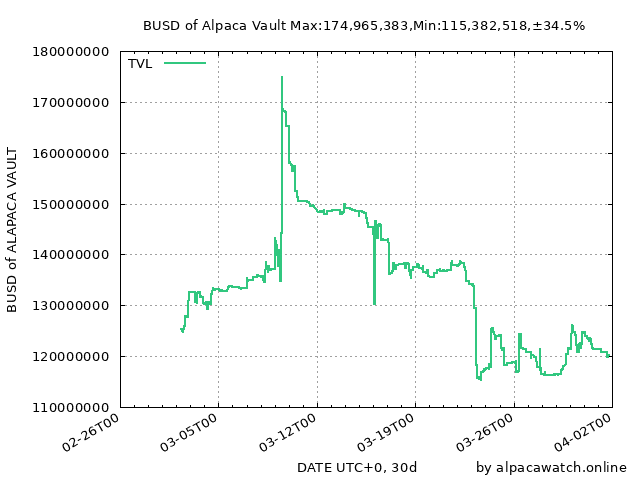 BUSD of Alpaca Vault Max:174,965,383,Min:115,382,518,±34.5%
TVL
180000000
170000000
160000000
150000000
140000000
130000000
120000000
110000000
BUSD of ALAPACA VAULT
02-26T00
03-05T00
03-12T00
03-19T00
03-26T00
04-02T00
DATE UTC+0, 30d
by alpacawatch.online